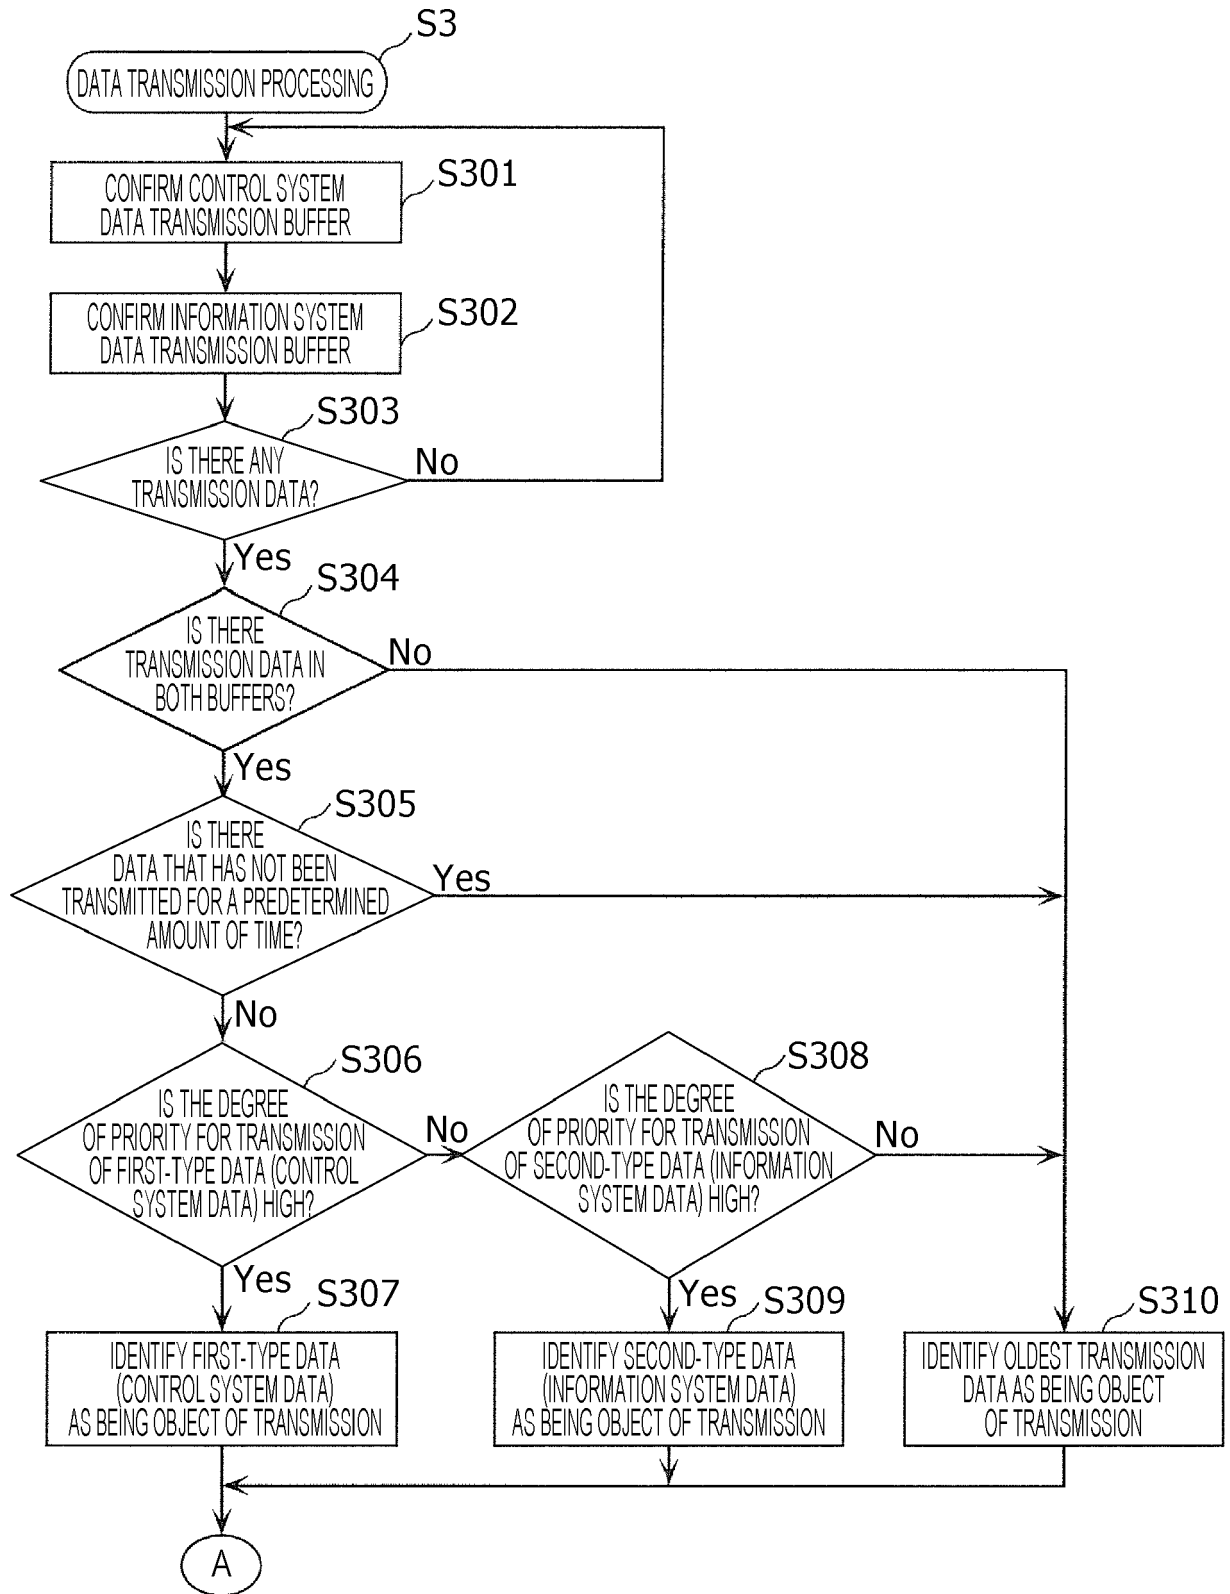 S3
DATA TRANSMISSION PROCESSING
S301
CONFIRM CONTROL SYSTEM
DATA TRANSMISSION BUFFER
S302
CONFIRM INFORMATION SYSTEM
DATA TRANSMISSION BUFFER
S303
IS THERE ANY
TRANSMISSION DATA?
No
Yes
S304
IS THERE
TRANSMISSION DATA IN
BOTH BUFFERS?
No
Yes
S305
IS THERE
DATA THAT HAS NOT BEEN
TRANSMITTED FOR A PREDETERMINED
AMOUNT OF TIME?
Yes
No
S306
IS THE DEGREE
OF PRIORITY FOR TRANSMISSION
OF FIRST-TYPE DATA (CONTROL
SYSTEM DATA) HIGH?
No
Yes
S308
IS THE DEGREE
OF PRIORITY FOR TRANSMISSION
OF SECOND-TYPE DATA (INFORMATION
SYSTEM DATA) HIGH?
No
Yes
S307
IDENTIFY FIRST-TYPE DATA
(CONTROL SYSTEM DATA)
AS BEING OBJECT OF TRANSMISSION
S309
IDENTIFY SECOND-TYPE DATA
(INFORMATION SYSTEM DATA)
AS BEING OBJECT OF TRANSMISSION
S310
IDENTIFY OLDEST TRANSMISSION
DATA AS BEING OBJECT
OF TRANSMISSION
A